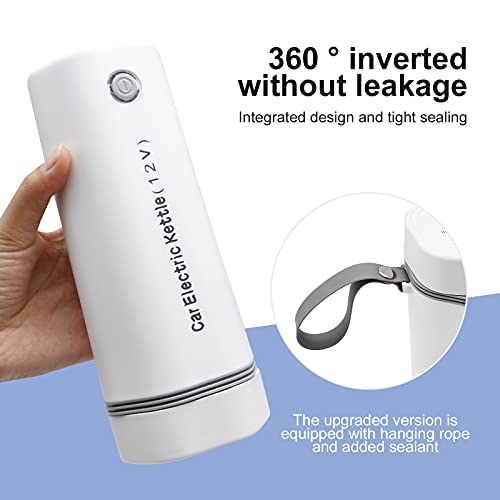 360 ° inverted
without leakage
Integrated design and tight sealing
Car Electric Kettle(12V)
The upgraded version is
equipped with hanging rope
and added sealant